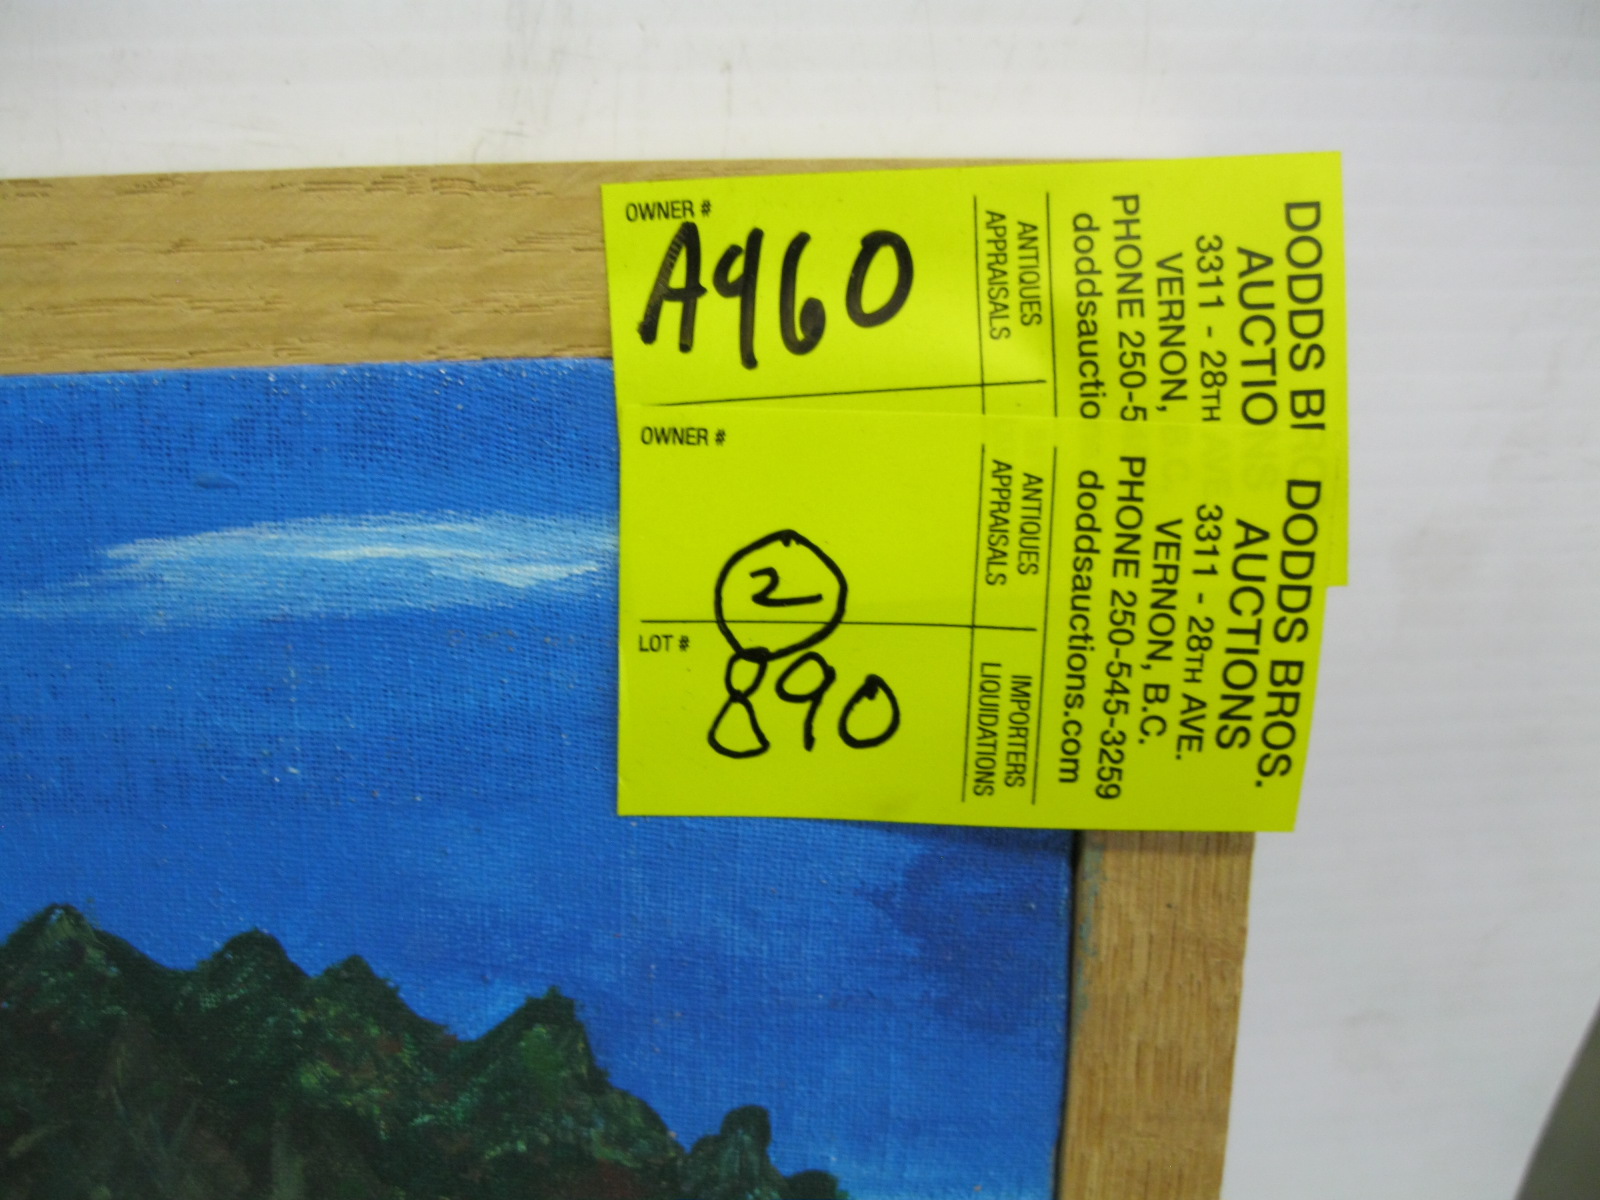 OWNER #
A960
ANTIQUES
APPRAISALS
DODDS
AUCTIO
3311 - 28TH
VERNON,
PHONE 250-5
doddsauctio
OWNER #
2
LOT #
890
ANTIQUES
APPRAISALS
IMPORTERS
LIQUIDATIONS
DODDS BROS.
AUCTIONS
3311 - 28TH AVE.
VERNON, B.C.
PHONE 250-545-3259
doddsauctions.com